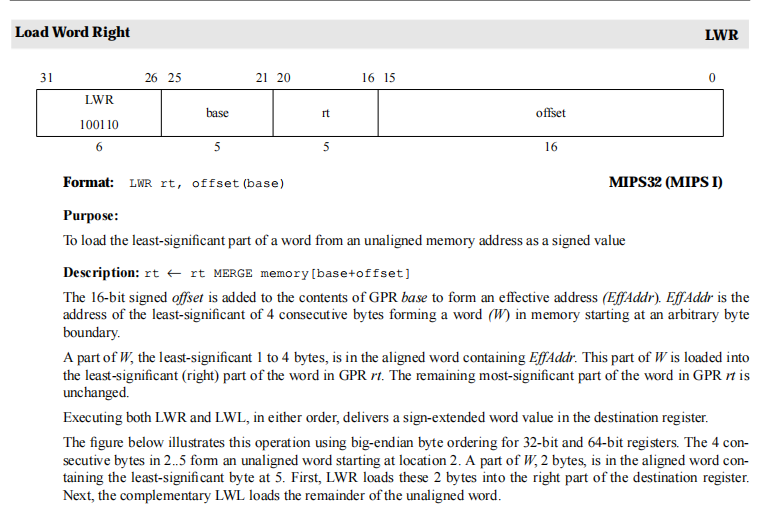 Load Word Right LWR
31 26 25 21 20 16 15 0
LWR
100110 base rt offset
6 5 5 16
Format: LWR rt, offset(base) MIPS32 (MIPS I)
Purpose:
To load the least-significant part of a word from an unaligned memory address as a signed value
Description: rt ← rt MERGE memory[base+offset]
The 16-bit signed offset is added to the contents of GPR base to form an effective address (EffAddr). EffAddr is the
address of the least-significant of 4 consecutive bytes forming a word (W) in memory starting at an arbitrary byte
boundary.
A part of W, the least-significant 1 to 4 bytes, is in the aligned word containing EffAddr. This part of W is loaded into
the least-significant (right) part of the word in GPR rt. The remaining most-significant part of the word in GPR rt is
unchanged.
Executing both LWR and LWL, in either order, delivers a sign-extended word value in the destination register.
The figure below illustrates this operation using big-endian byte ordering for 32-bit and 64-bit registers. The 4 con-
secutive bytes in 2..5 form an unaligned word starting at location 2. A part of W, 2 bytes, is in the aligned word con-
taining the least-significant byte at 5. First, LWR loads these 2 bytes into the right part of the destination register.
Next, the complementary LWL loads the remainder of the unaligned word.